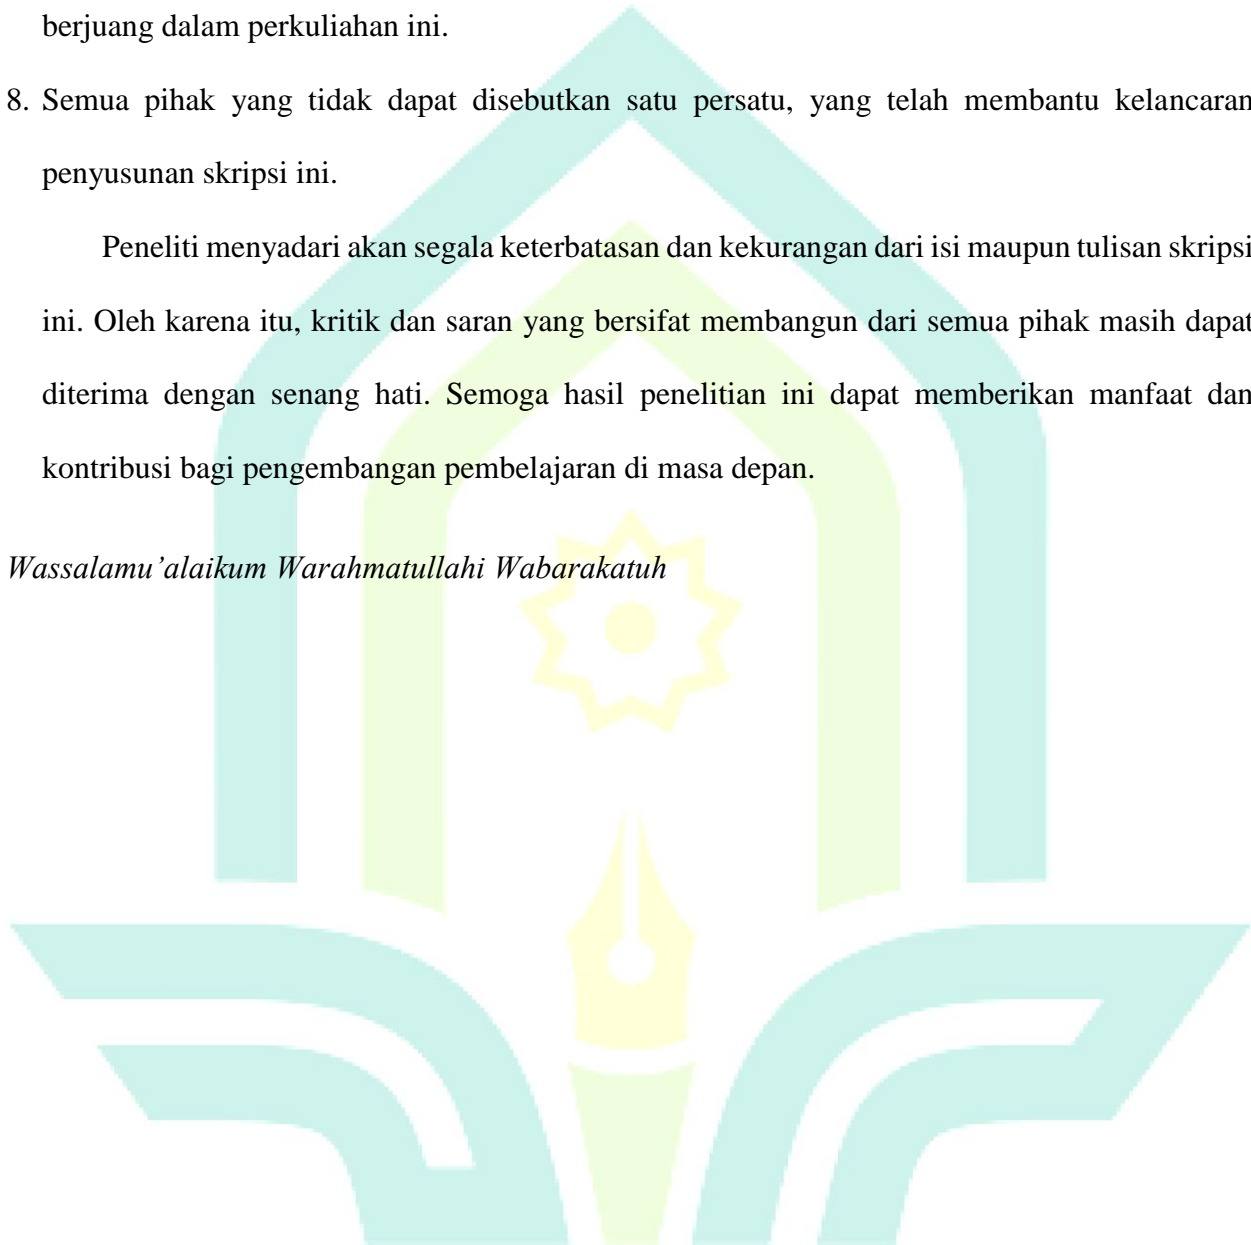 berjuang dalam perkuliahan ini.
8. Semua pihak yang tidak dapat disebutkan satu persatu, yang telah membantu kelancaran
penyusunan skripsi ini.
Peneliti menyadari akan segala keterbatasan dan kekurangan dari isi maupun tulisan skripsi
ini. Oleh karena itu, kritik dan saran yang bersifat membangun dari semua pihak masih dapat
diterima dengan senang hati. Semoga hasil penelitian ini dapat memberikan manfaat dan
kontribusi bagi pengembangan pembelajaran di masa depan.
Wassalamu’alaikum Warahmatullahi Wabarakatuh